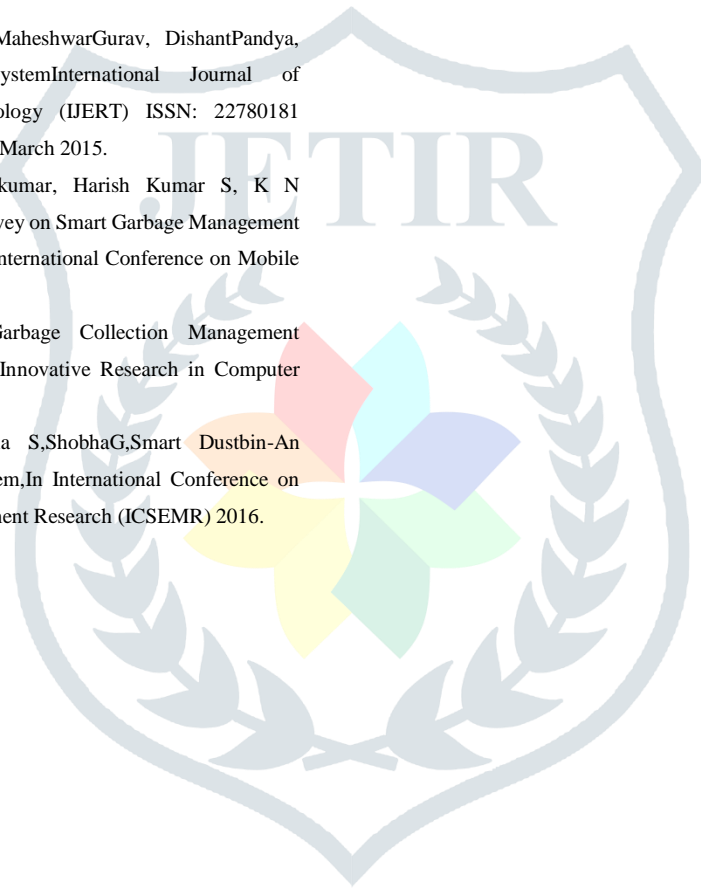 MaheshwarGurav, DishantPandya,
ystemInternational Journal of
ology (IJERT) ISSN: 22780181
March 2015.
kumar, Harish Kumar S, K N
vey on Smart Garbage Management
nternational Conference on Mobile
Garbage Collection Management
Innovative Research in Computer
a S,ShobhaG,Smart Dustbin-An
em,In International Conference on
ment Research (ICSEMR) 2016.
JETIR